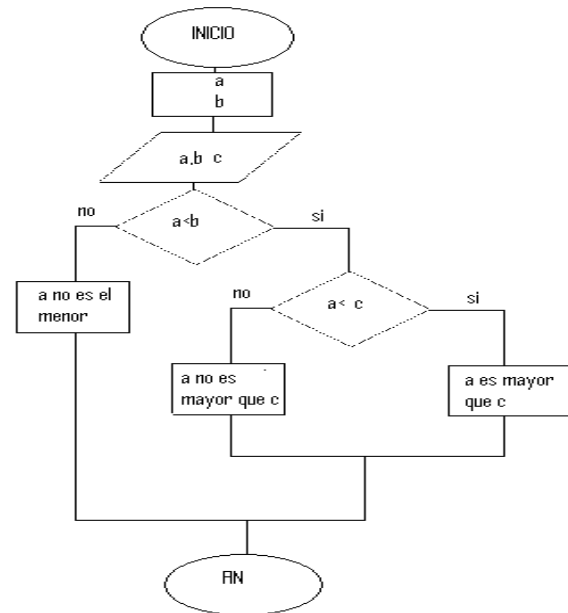 INICIO
a
b
a,b c
a<b
no
si
a no es el
menor
a< c
no
si
a no es
mayor que c
a es mayor
que c
FIN